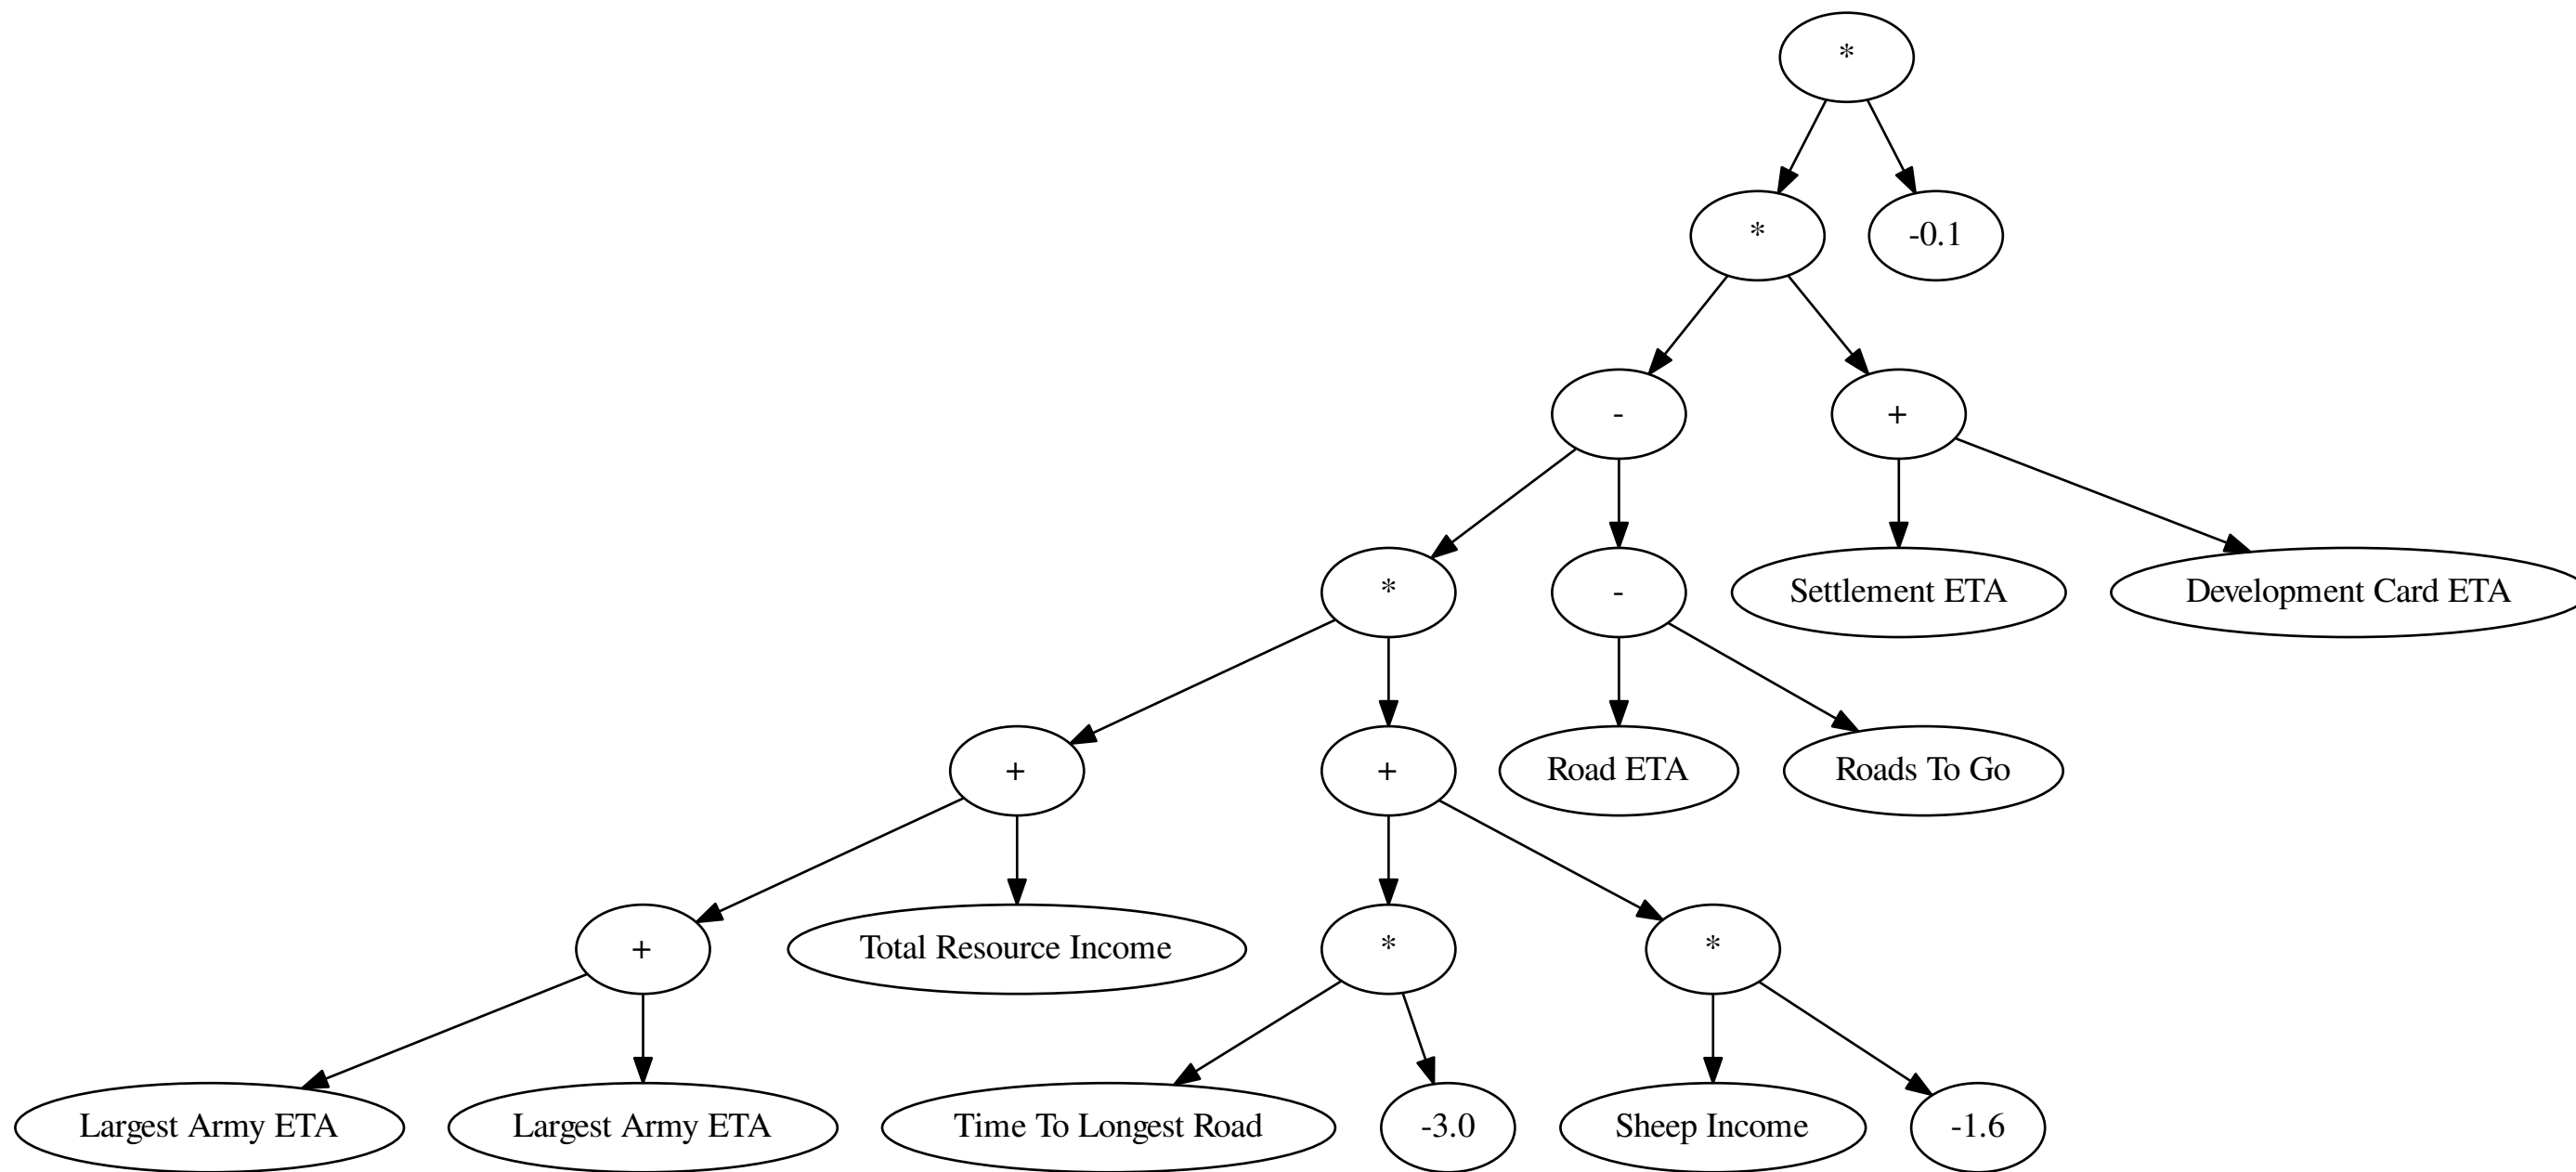 *
*
-0.1
-
+
*
-
Settlement ETA
Development Card ETA
+
+
Road ETA
Roads To Go
+
Total Resource Income
*
*
Largest Army ETA
Largest Army ETA
Time To Longest Road
-3.0
Sheep Income
-1.6